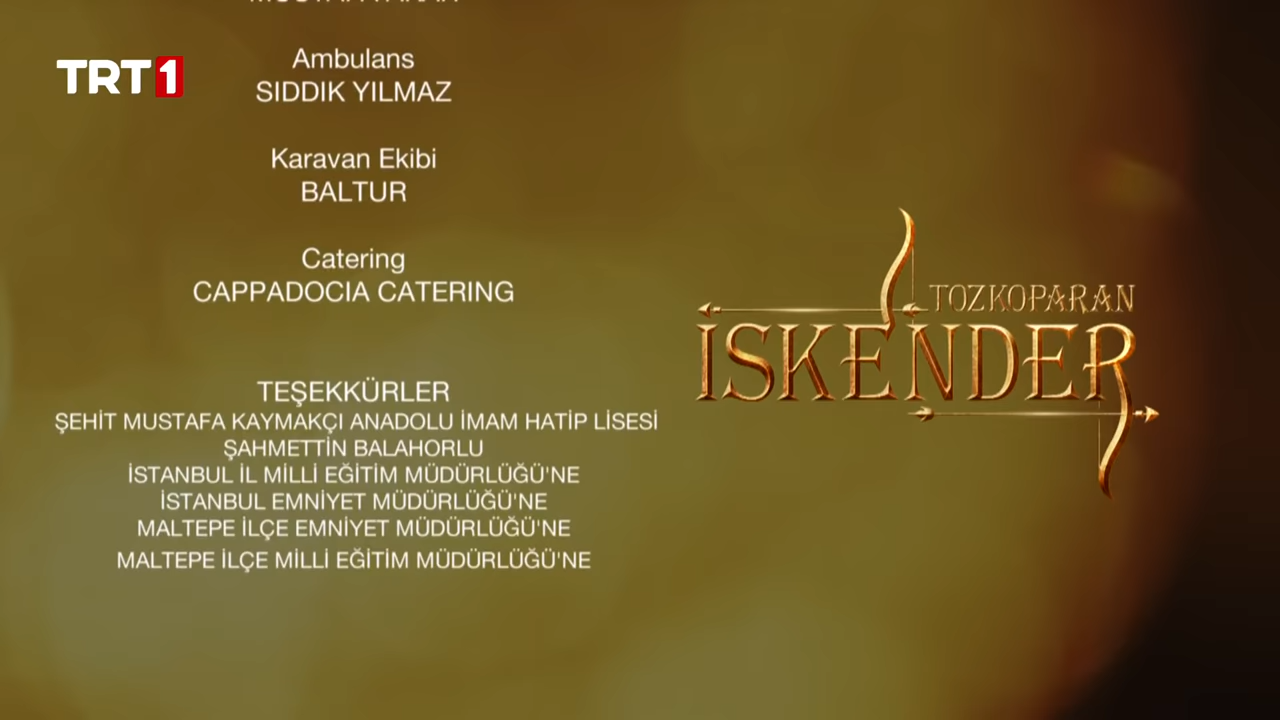 TRT 1
Ambulans
SIDDIK YILMAZ
Karavan Ekibi
BALTUR
Catering
CAPPADOCIA CATERING
TEŞEKKÜRLER
ŞEHİT MUSTAFA KAYMAKÇI ANADOLU İMAM HATİP LİSESİ
ŞAHMETTİN BALAHORLU
İSTANBUL İL MİLLİ EĞİTİM MÜDÜRLÜĞÜ'NE
İSTANBUL EMNİYET MÜDÜRLÜĞÜ'NE
MALTEPE İLÇE EMNİYET MÜDÜRLÜĞÜ'NE
MALTEPE İLÇE MİLLİ EĞİTİM MÜDÜRLÜĞÜ'NE
TOZKOPARAN
İSKENDER